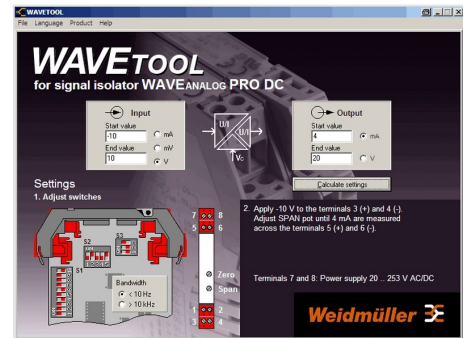 WAVETOOL
File Language Product Help
WAVETOOL
for signal isolator WAVEANALOG PRO DC
Input
Start value
-10
mA
mV
End value
10
V
U/I
U/I
Vc
Output
Start value
4
mA
End value
20
V
Calculate settings
Settings
1. Adjust switches
S1
S2
S3
Bandwidth
< 10 Hz
> 10 kHz
7 8
5 6
Zero
Span
1 2
3 4
2. Apply -10 V to the terminals 3 (+) and 4 (-).
Adjust SPAN pot until 4 mA are measured
across the terminals 5 (+) and 6 (-).
Terminals 7 and 8: Power supply 20 .. 253 V AC/DC
Weidmüller